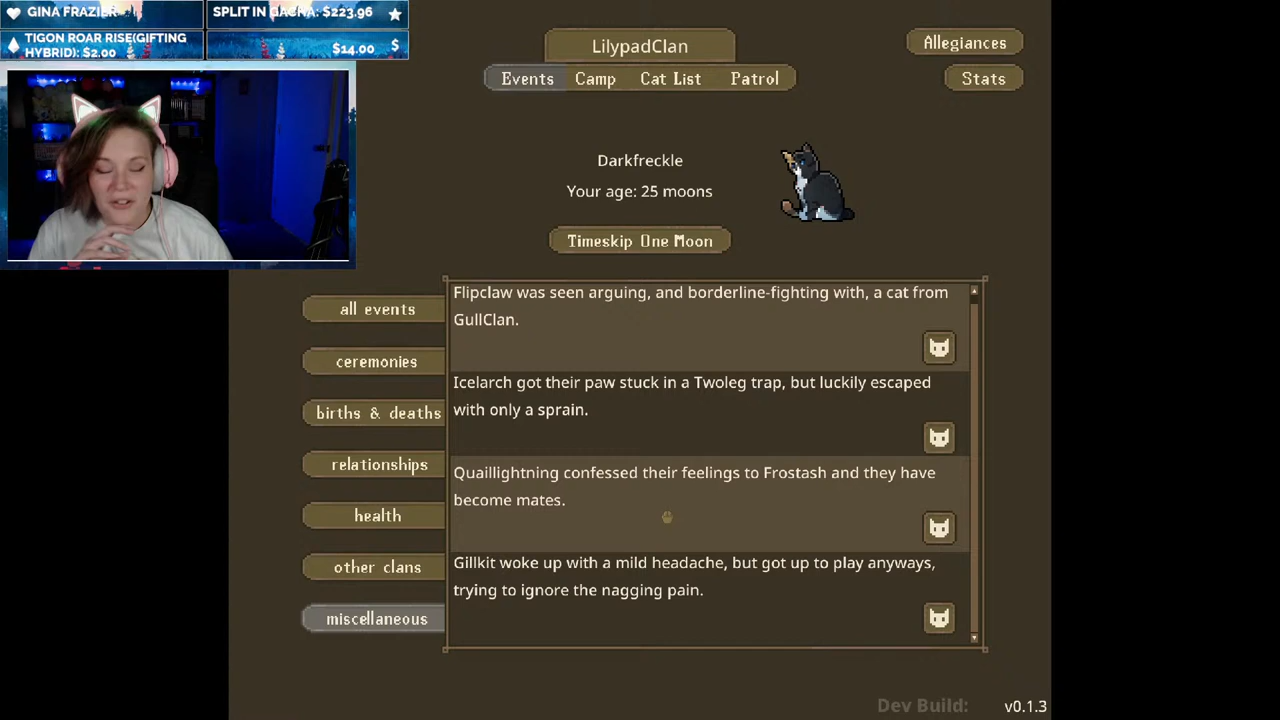 GINA FRAZIER
SPLIT IN GACHA: $223.96
TIGON ROAR RISE(GIFTING
HYBRID): $2.00
$14.00 $
LilypadClan
Allegiances
Events
Camp
Cat List
Patrol
Stats
Darkfreckle
Your age: 25 moons
Timeskip One Moon
all events
ceremonies
births & deaths
relationships
health
other clans
miscellaneous
Flipclaw was seen arguing, and borderline-fighting with, a cat from
GullClan.
Icelarch got their paw stuck in a Twoleg trap, but luckily escaped
with only a sprain.
Quaillightning confessed their feelings to Frostash and they have
become mates.
Gillkit woke up with a mild headache, but got up to play anyways,
trying to ignore the nagging pain.
Dev Build: v0.1.3